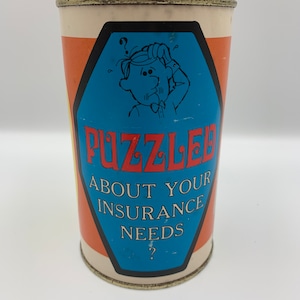 ?
PUZZLED
ABOUT YOUR
INSURANCE
NEEDS
?